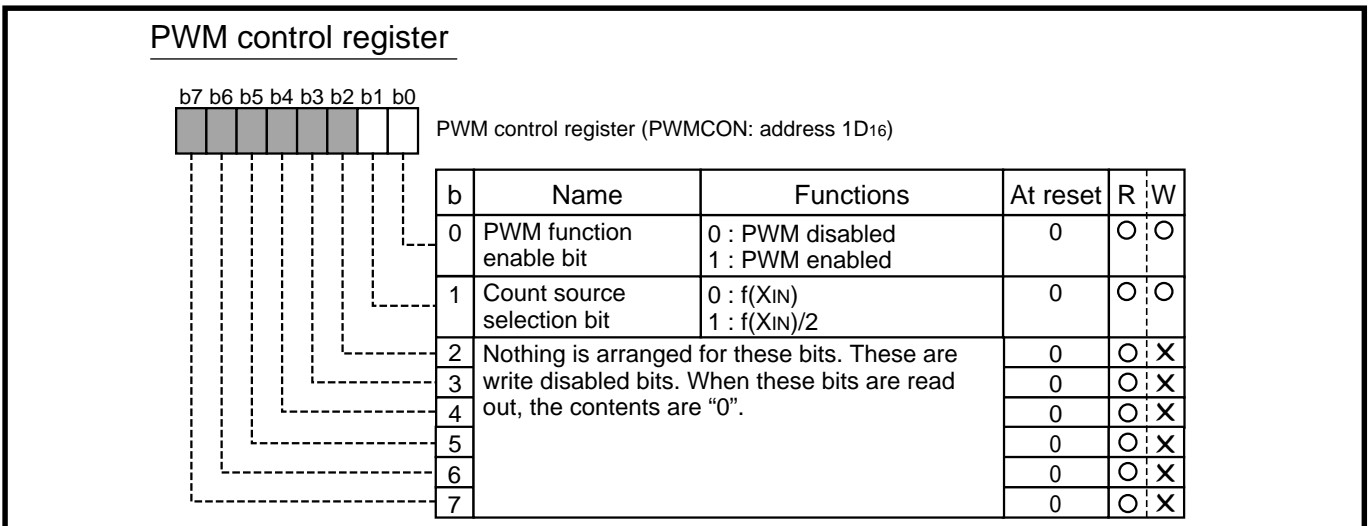 PWM control register
b7 b6 b5 b4 b3 b2 b1 b0
PWM control register (PWMCON: address 1D16)
b Name Functions At reset R W
0 PWM function enable bit 0 : PWM disabled 0 O O
1 : PWM enabled
1 Count source selection bit 0 : f(XIN) 0 O O
1 : f(XIN)/2
2 Nothing is arranged for these bits. These are 0 O X
3 write disabled bits. When these bits are read 0 O X
4 out, the contents are “0”. 0 O X
5 0 O X
6 0 O X
7 0 O X